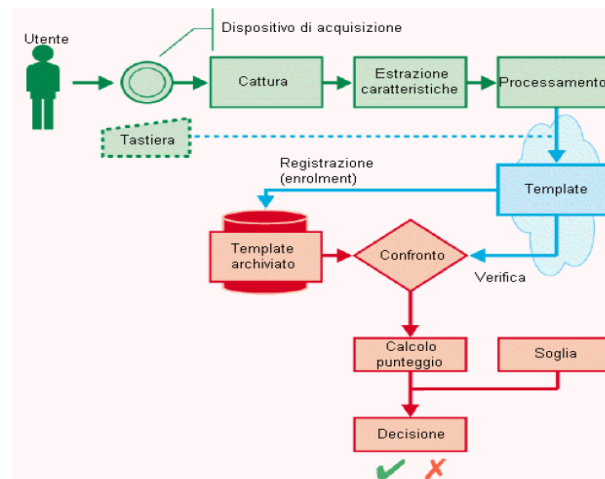 Dispositivo di acquisizione
Utente
Cattura
Estrazione
caratteristiche
Processamento
Tastiera
Registrazione
(enrolment)
Template
Template
archiviato
Confronto
Verifica
Calcolo
punteggio
Soglia
Decisione